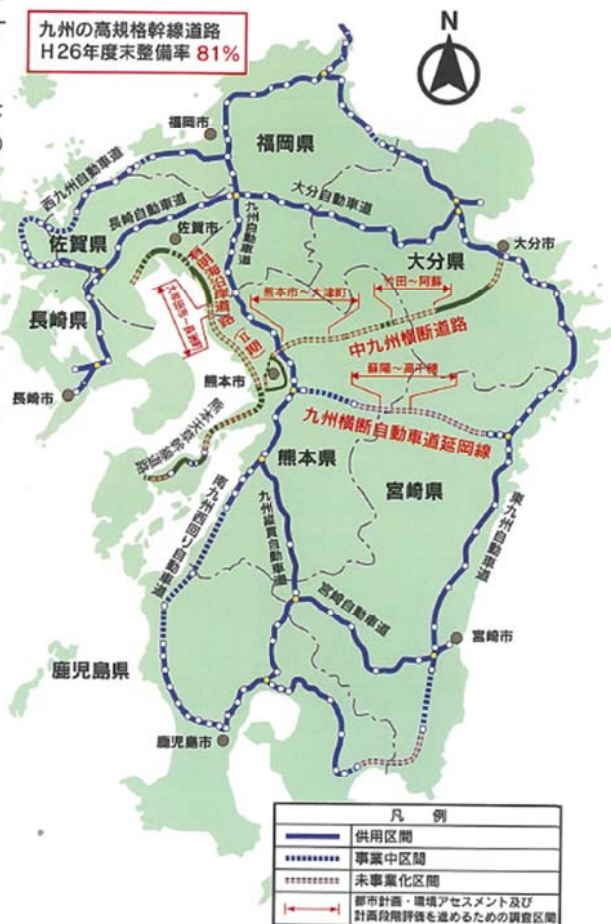 九州の高規格幹線道路
H26年度末整備率 81%
N
福岡市
福岡県
西九州自動車道
長崎自動車道
大分自動車道
佐賀県
佐賀市
九州自動車道
大分県
大分市
熊本市〜大津町
竹田〜阿蘇
中九州横断道路
長崎県
蘇陽〜高千穂
熊本市
長崎市
九州横断自動車道延岡線
熊本天草幹線道路
熊本県
宮崎県
南九州西回り自動車道
九州縦貫自動車道
東九州自動車道
宮崎自動車道
宮崎市
鹿児島県
鹿児島市
凡 例
供用区間
事業中区間
未事業化区間
都市計画・環境アセスメント及び
計画段階評価を進めるための調査区間